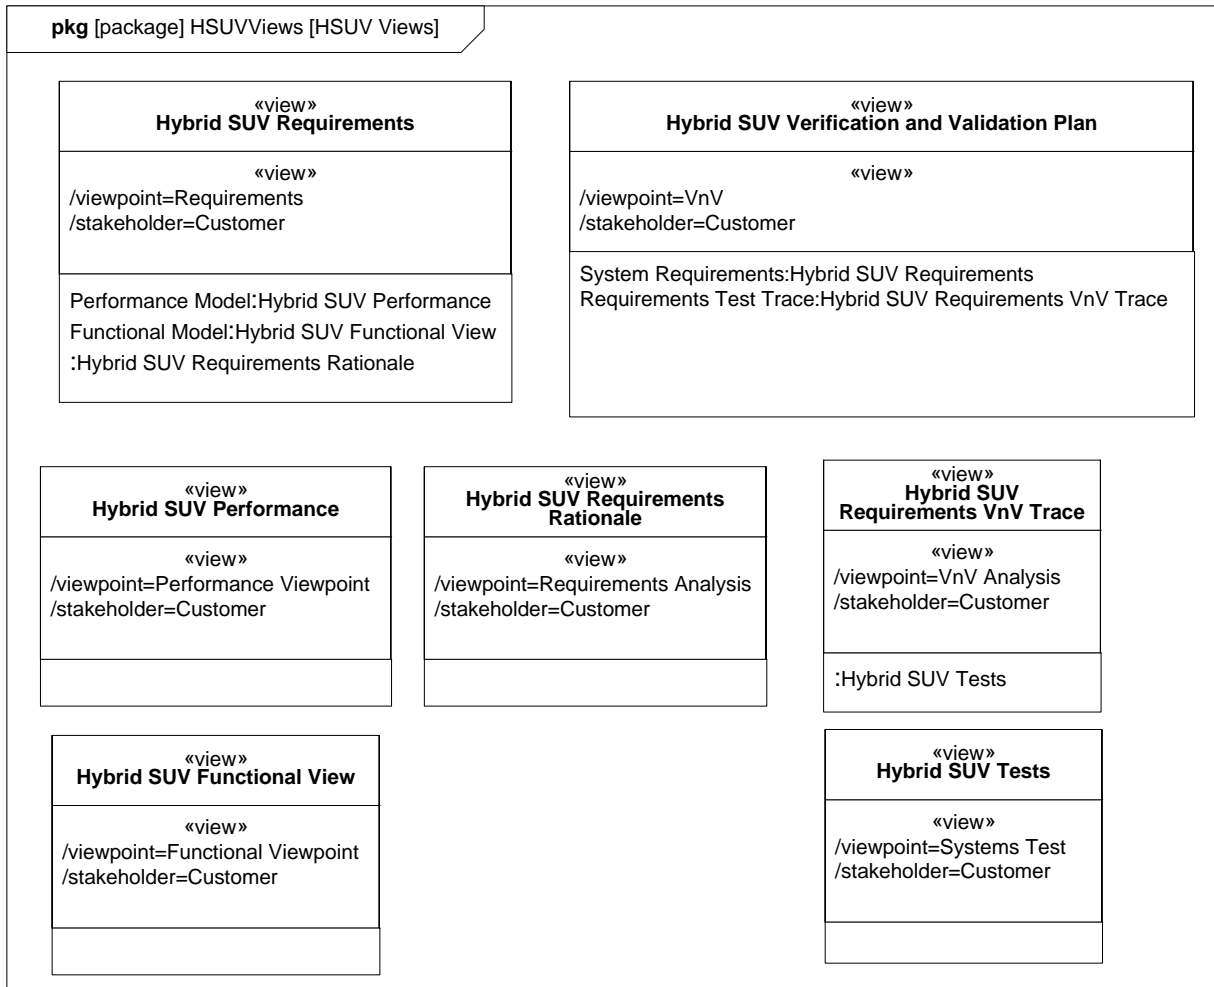 pkg [package] HSUVViews [HSUV Views]
«view»
Hybrid SUV Requirements
«view»
/viewpoint=Requirements
/stakeholder=Customer
Performance Model:Hybrid SUV Performance
Functional Model:Hybrid SUV Functional View
:Hybrid SUV Requirements Rationale
«view»
Hybrid SUV Verification and Validation Plan
«view»
/viewpoint=VnV
/stakeholder=Customer
System Requirements:Hybrid SUV Requirements
Requirements Test Trace:Hybrid SUV Requirements VnV Trace
«view»
Hybrid SUV Performance
«view»
/viewpoint=Performance Viewpoint
/stakeholder=Customer
«view»
Hybrid SUV Requirements
Rationale
«view»
/viewpoint=Requirements Analysis
/stakeholder=Customer
«view»
Hybrid SUV
Requirements VnV Trace
«view»
/viewpoint=VnV Analysis
/stakeholder=Customer
:Hybrid SUV Tests
«view»
Hybrid SUV Functional View
«view»
/viewpoint=Functional Viewpoint
/stakeholder=Customer
«view»
Hybrid SUV Tests
«view»
/viewpoint=Systems Test
/stakeholder=Customer